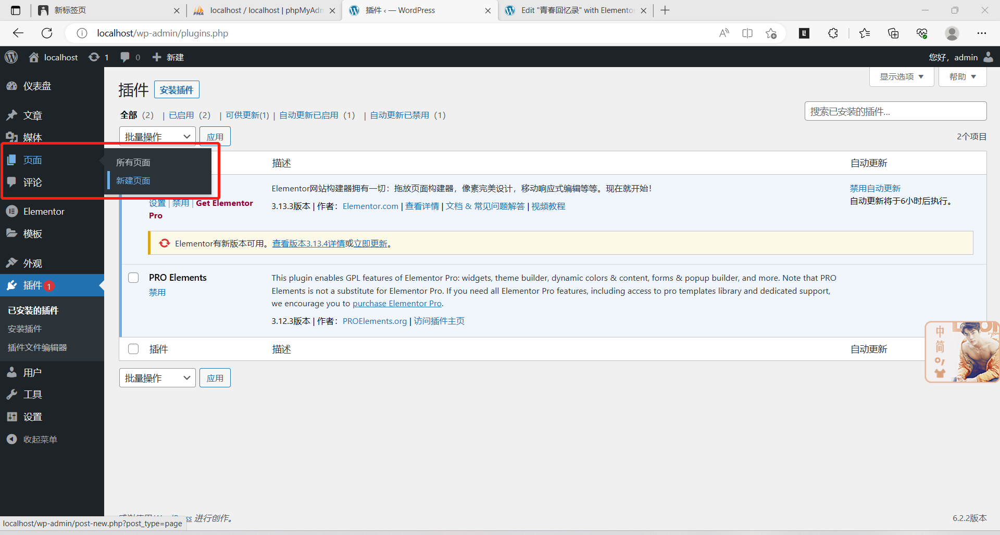 新标签页
localhost / localhost | phpMyAdm
插件 ‹ — WordPress
Edit "青春回忆录" with Elementor
localhost/wp-admin/plugins.php
localhost
1
0
新建
您好，admin
仪表盘
文章
媒体
页面
评论
Elementor
模板
外观
插件 1
已安装的插件
安装插件
插件文件编辑器
用户
工具
设置
收起菜单
所有页面
新建页面
显示选项
帮助
插件
安装插件
全部（2） | 已启用（2） | 可供更新(1) | 自动更新已启用（1） | 自动更新已禁用（1）
搜索已安装的插件...
批量操作
应用
2个项目
描述
自动更新
设置 | 禁用 | Get Elementor
Pro
Elementor网站构建器拥有一切：拖放页面构建器，像素完美设计，移动响应式编辑等等。现在就开始！
3.13.3版本 | 作者：Elementor.com | 查看详情 | 文档 & 常见问题解答 | 视频教程
禁用自动更新
自动更新将于6小时后执行。
Elementor有新版本可用。查看版本3.13.4详情或立即更新。
PRO Elements
禁用
This plugin enables GPL features of Elementor Pro: widgets, theme builder, dynamic colors & content, forms & popup builder, and more. Note that PRO
Elements is not a substitute for Elementor Pro. If you need all Elementor Pro features, including access to pro templates library and dedicated support,
we encourage you to purchase Elementor Pro.
3.12.3版本 | 作者：PROElements.org | 访问插件主页
插件
描述
自动更新
批量操作
应用
中
简
进行创作。
6.2.2版本
localhost/wp-admin/post-new.php?post_type=page